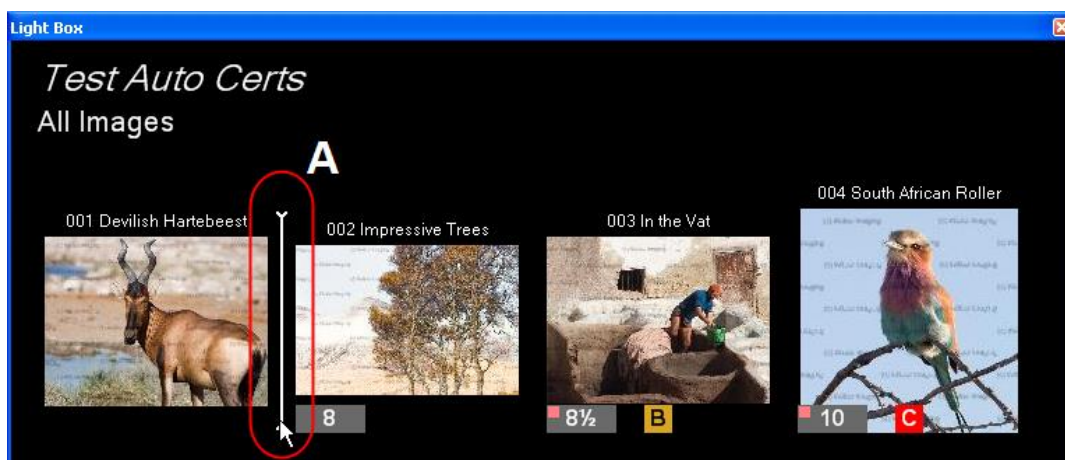 Light Box
Test Auto Certs
All Images
A
001 Devilish Hartebeest
002 Impressive Trees
003 In the Vat
004 South African Roller
8
8½
B
10
C